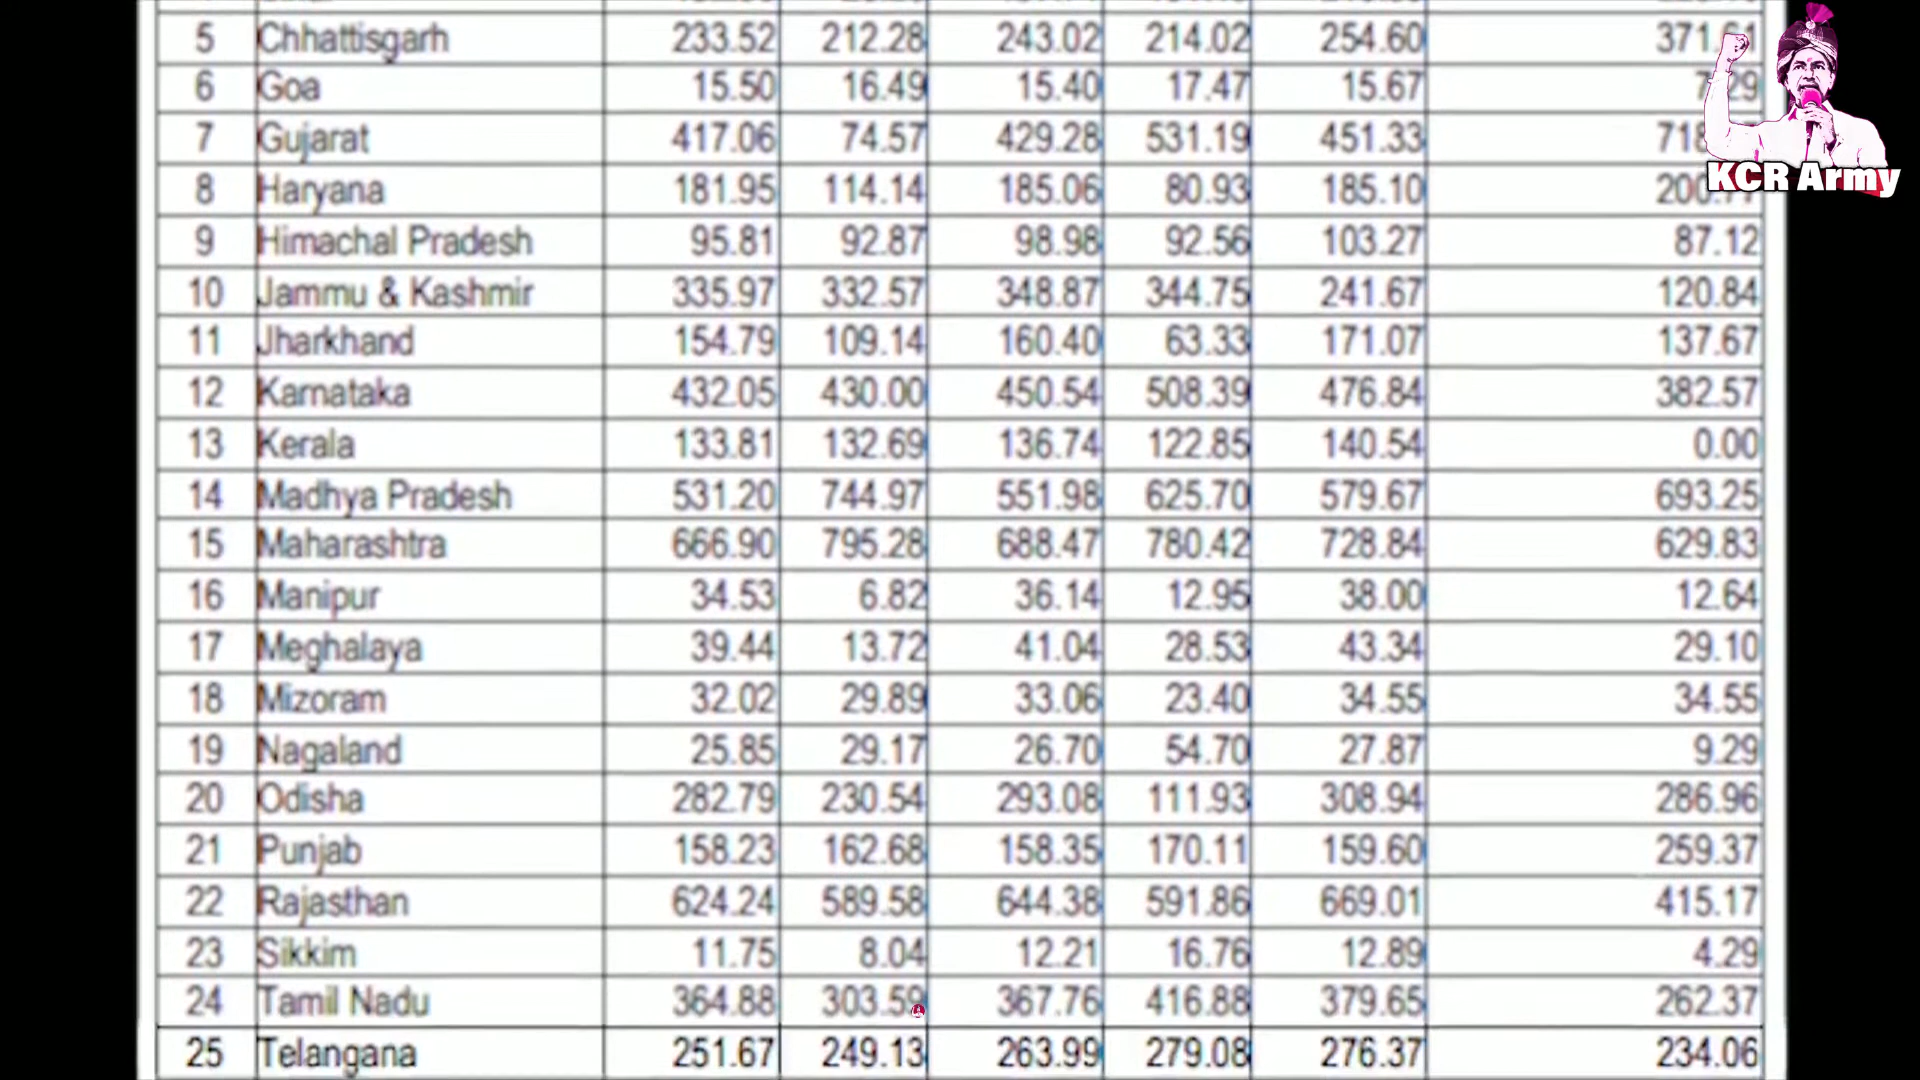 5 Chhattisgarh 233.52 212.28 243.02 214.02 254.60
6 Goa 15.50 16.49 15.40 17.47 15.67
7 Gujarat 417.06 74.57 429.28 531.19 451.33
8 Haryana 181.95 114.14 185.06 80.93 185.10
KCR Army
9 Himachal Pradesh 95.81 92.87 98.98 92.56 103.27 87.12
10 Jammu & Kashmir 335.97 332.57 348.87 344.75 241.67 120.84
11 Jharkhand 154.79 109.14 160.40 63.33 171.07 137.67
12 Karnataka 432.05 430.00 450.54 508.39 476.84 382.57
13 Kerala 133.81 132.69 136.74 122.85 140.54 0.00
14 Madhya Pradesh 531.20 744.97 551.98 625.70 579.67 693.25
15 Maharashtra 666.90 795.28 688.47 780.42 728.84 629.83
16 Manipur 34.53 6.82 36.14 12.95 38.00 12.64
17 Meghalaya 39.44 13.72 41.04 28.53 43.34 29.10
18 Mizoram 32.02 29.89 33.06 23.40 34.55 34.55
19 Nagaland 25.85 29.17 26.70 54.70 27.87 9.29
20 Odisha 282.79 230.54 293.08 111.93 308.94 286.96
21 Punjab 158.23 162.68 158.35 170.11 159.60 259.37
22 Rajasthan 624.24 589.58 644.38 591.86 669.01 415.17
23 Sikkim 11.75 8.04 12.21 16.76 12.89 4.29
24 Tamil Nadu 364.88 303.59 367.76 416.88 379.65 262.37
25 Telangana 251.67 249.13 263.99 279.08 276.37 234.06